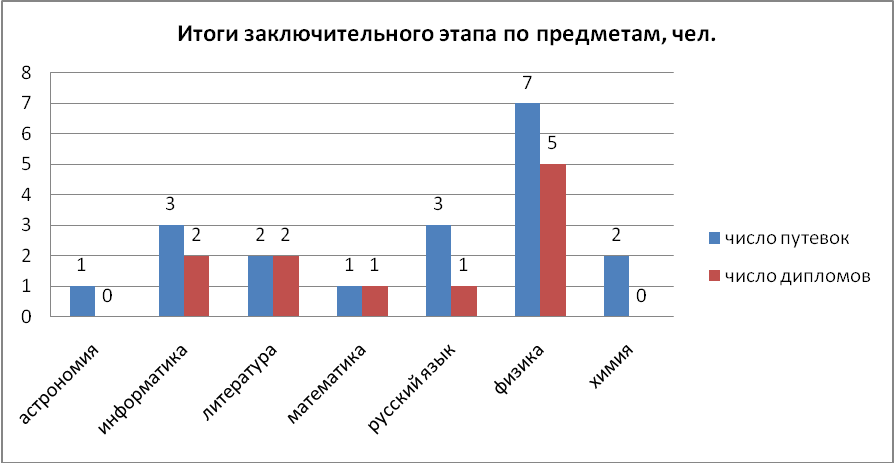 Итоги заключительного этапа по предметам, чел.
8
7
6
5
4
3
2
1
0
1
0
3
2
2
2
1
1
3
1
7
5
2
0
астрономия
информатика
литература
математика
русский язык
физика
химия
число путевок
число дипломов